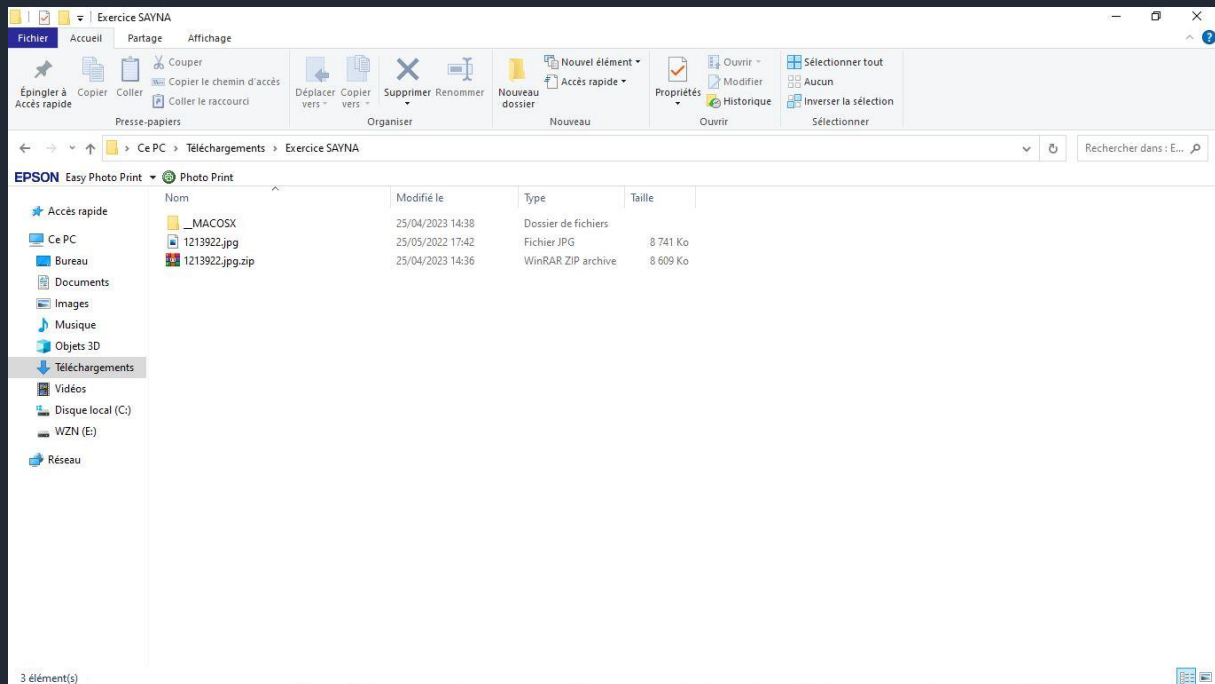 Exercice SAYNA
Fichier Accueil Partage Affichage
Épingler à Accès rapide
Copier
Coller
Couper
Copier le chemin d'accès
Coller le raccourci
Presse-papiers
Déplacer vers
Copier vers
Supprimer
Renommer
Organiser
Nouveau dossier
Nouvel élément
Accès rapide
Nouveau
Propriétés
Ouvrir
Modifier
Historique
Ouvrir
Sélectionner tout
Aucun
Inverser la sélection
Sélectionner
Ce PC > Téléchargements > Exercice SAYNA
Rechercher dans : E...
EPSON Easy Photo Print Photo Print
Nom Modifié le Type Taille
__MACOSX 25/04/2023 14:38 Dossier de fichiers
1213922.jpg 25/05/2022 17:42 Fichier JPG 8 741 Ko
1213922.jpg.zip 25/04/2023 14:36 WinRAR ZIP archive 8 609 Ko
Accès rapide
Ce PC
Bureau
Documents
Images
Musique
Objets 3D
Téléchargements
Vidéos
Disque local (C:)
WZN (E:)
Réseau
3 élément(s)